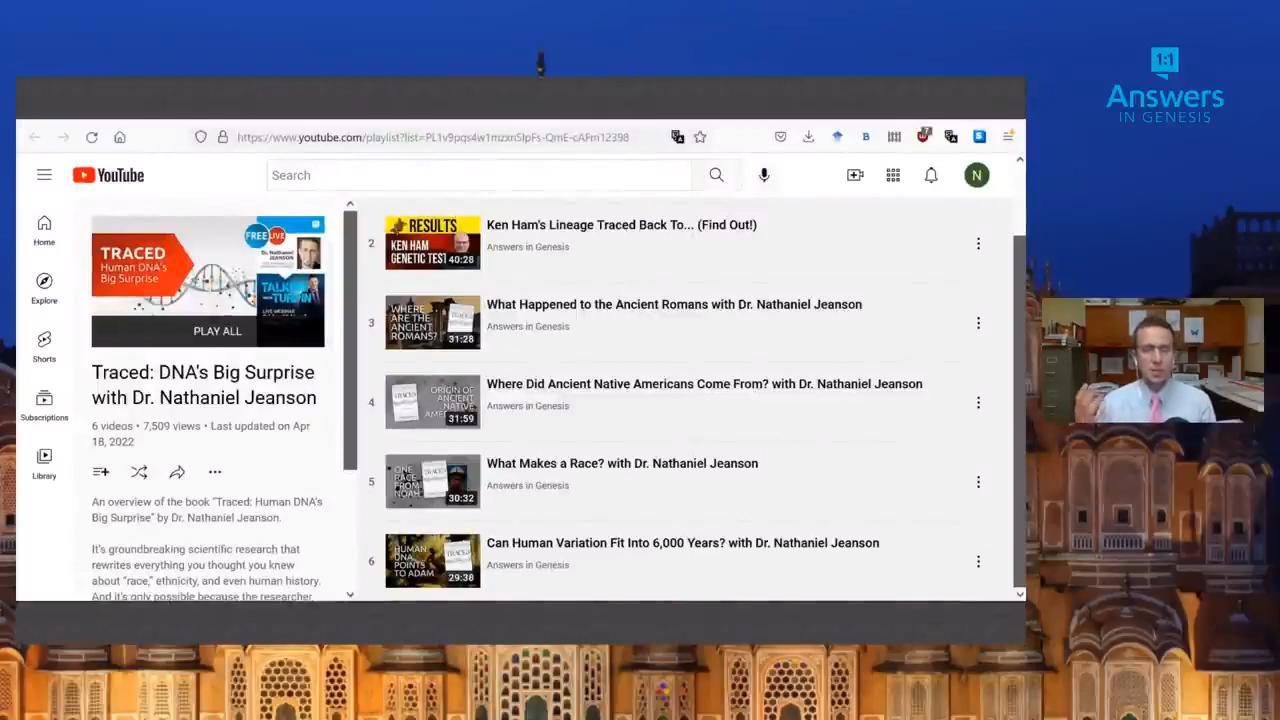 1:1
Answers
IN GENESIS
https://www.youtube.com/playlist?list=PL1v9pqs4w1mzxnSlpFs-QmE-cAFm12398
7
B
S
YouTube
Search
N
Home
Explore
Shorts
Subscriptions
Library
FREE LIVE
Dr. Nathaniel
JEANSON
TRACED
Human DNA's
Big Surprise
PLAY ALL
Traced: DNA's Big Surprise
with Dr. Nathaniel Jeanson
6 videos • 7,509 views • Last updated on Apr
18, 2022
An overview of the book "Traced: Human DNA's
Big Surprise" by Dr. Nathaniel Jeanson.
It's groundbreaking scientific research that
rewrites everything you thought you knew
about "race," ethnicity, and even human history.
And it's only possible because the researcher
2
RESULTS
KEN HAM
GENETIC TEST
40:28
Ken Ham's Lineage Traced Back To... (Find Out!)
Answers in Genesis
3
WHERE
ARE THE
ANCIENT
ROMANS?
31:28
What Happened to the Ancient Romans with Dr. Nathaniel Jeanson
Answers in Genesis
4
ORIGIN OF
ANCIENT
NATIVE
31:59
Where Did Ancient Native Americans Come From? with Dr. Nathaniel Jeanson
Answers in Genesis
5
ONE
RACE
FROM
NOAH
30:32
What Makes a Race? with Dr. Nathaniel Jeanson
Answers in Genesis
6
HUMAN
DNA
POINTS
TO ADAM
29:38
Can Human Variation Fit Into 6,000 Years? with Dr. Nathaniel Jeanson
Answers in Genesis